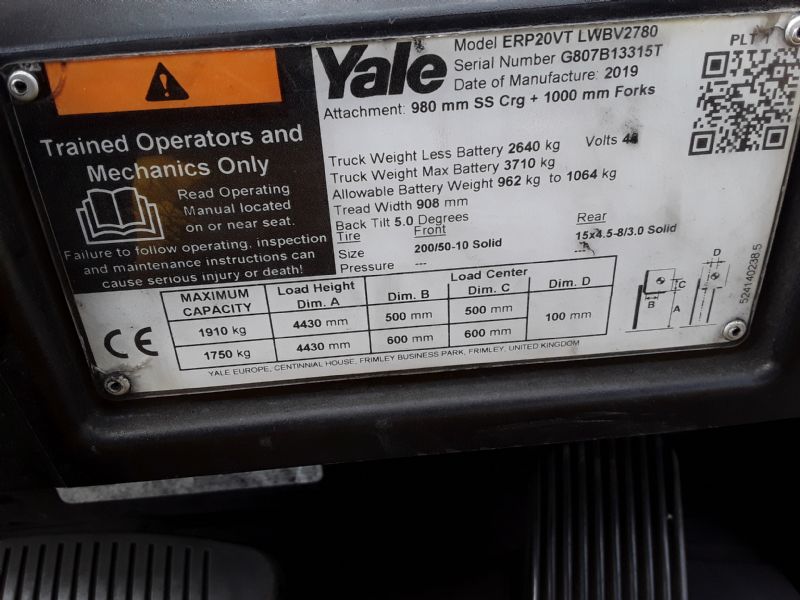 Yale
Model ERP20VT LWBV2780
Serial Number G807B13315T
Date of Manufacture: 2019
Attachment: 980 mm SS Crg + 1000 mm Forks
PLT 1
Trained Operators and
Mechanics Only
Read Operating
Manual located
on or near seat.
Failure to follow operating, inspection
and maintenance instructions can
cause serious injury or death!
Truck Weight Less Battery 2640 kg Volts
Truck Weight Max Battery 3710 kg
Allowable Battery Weight 962 kg to 1064 kg
Tread Width 908 mm
Back Tilt 5.0 Degrees
Tire Front Rear
Size 200/50-10 Solid 15x4.5-8/3.0 Solid
Pressure --- ---
MAXIMUM CAPACITY Load Height Dim. A Load Center Dim. B Dim. C Dim. D
1910 kg 4430 mm 500 mm 500 mm 100 mm
1750 kg 4430 mm 600 mm 600 mm
CE
D
C
B
A
524140238.5
YALE EUROPE, CENTINNIAL HOUSE, FRIMLEY BUSINESS PARK, FRIMLEY, UNITED KINGDOM